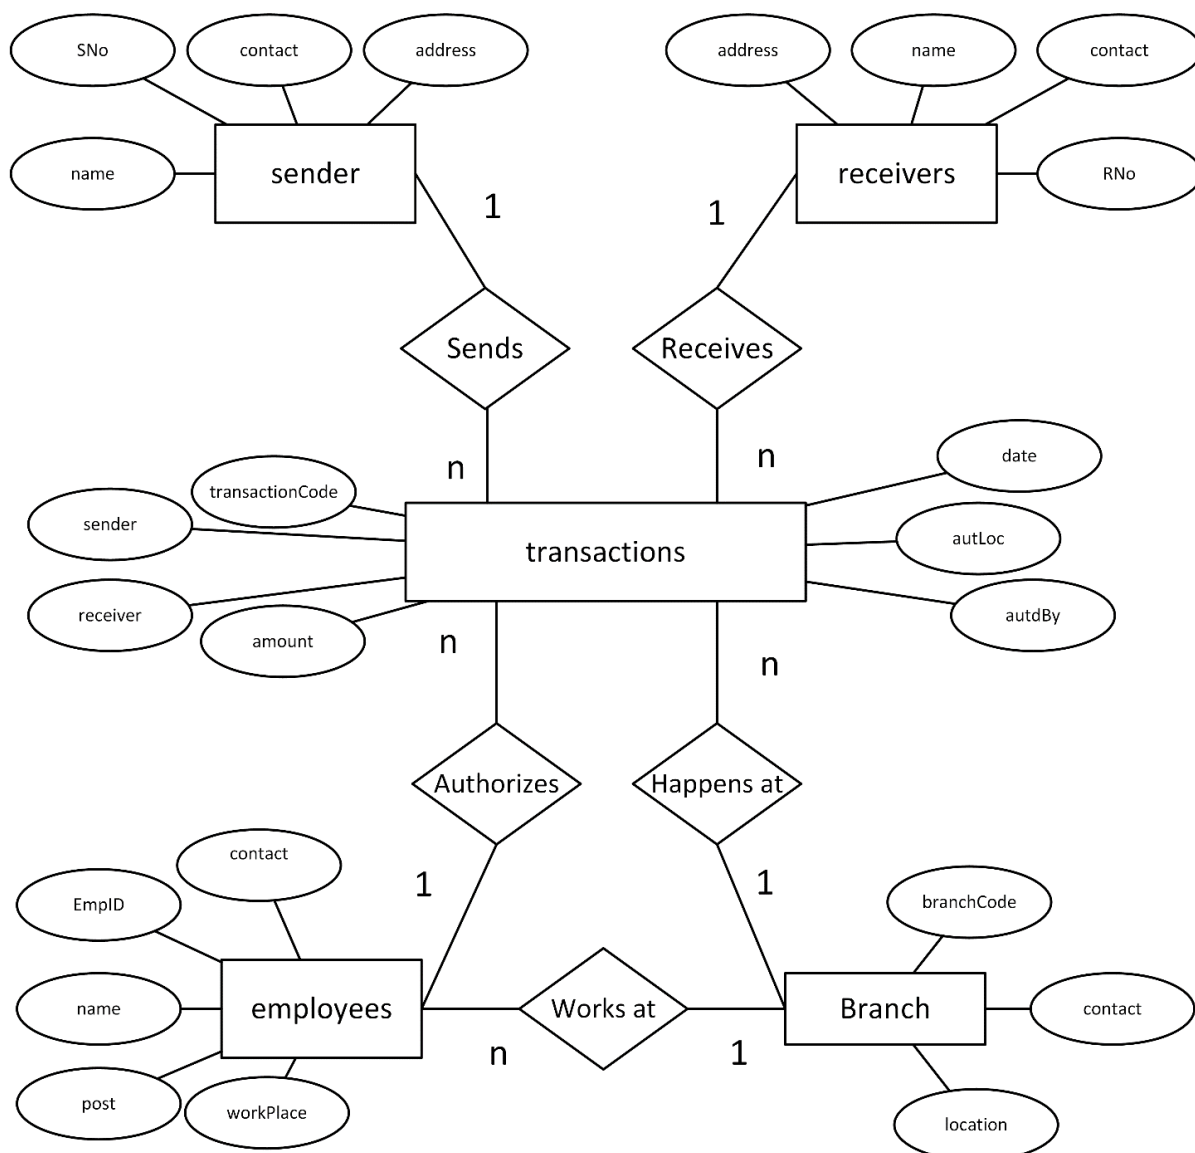 SNo
contact
address
address
name
contact
name
sender
receivers
RNo
1
1
Sends
Receives
n
n
date
transactionCode
sender
autLoc
transactions
receiver
amount
autdBy
n
n
Authorizes
Happens at
contact
1
1
EmpID
branchCode
name
employees
Works at
Branch
contact
n
1
post
workPlace
location